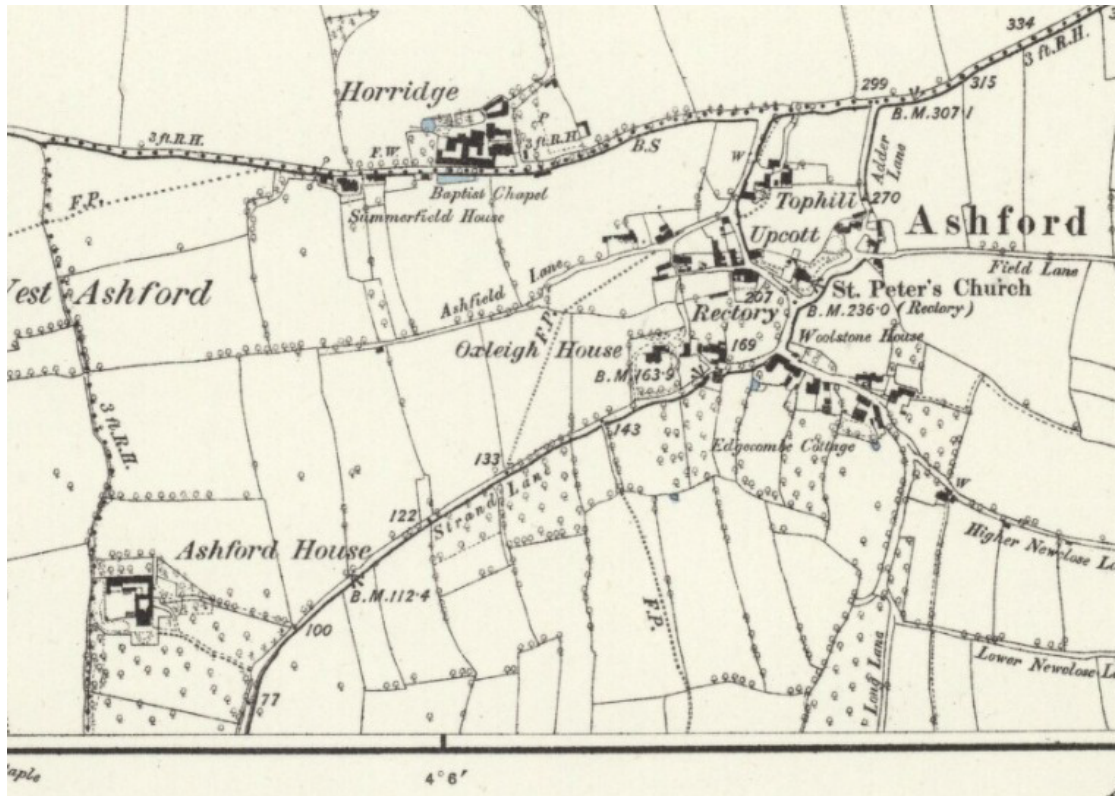 334
3 ft. R.H.
299
315
Horridge
B.M. 307·1
3 ft. R.H.
F.W.
P
P
3 ft. R.H.
B.S
W
Adder Lane
Baptist Chapel
Tophill
270
F.P.
Summerfield House
Ashford
Upcott
Lane
Field Lane
West Ashford
Ashfield
207
St. Peter's Church
Rectory
B.M. 236·0 (Rectory)
F.P.
Oxleigh House
169
Woolstone House
B.M. 163·9
3 ft. R.H.
143
Edgecombe Cottage
133
Strand Lane
W
122
Higher Newclose L
Ashford House
B.M. 112·4
F.P.
100
Lower Newclose L
77
Long Lane
aple
4° 6'